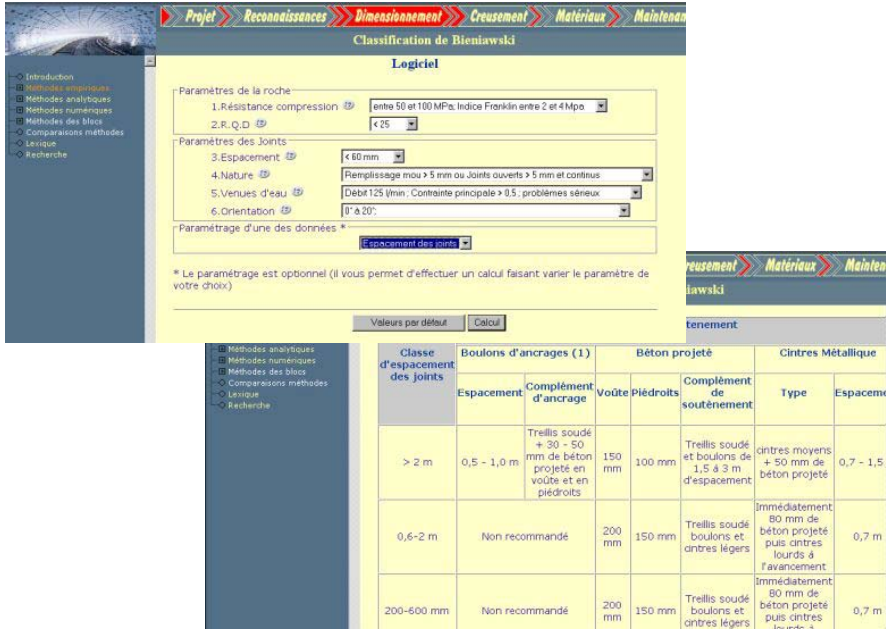 Projet Reconnaissances Dimensionnement Creusement Matériaux Maintenan
Classification de Bieniawski
Logiciel
Introduction
Méthodes empiriques
Méthodes analytiques
Méthodes numériques
Méthodes des blocs
Comparaisons méthodes
Lexique
Recherche
Paramètres de la roche
1.Résistance compression entre 50 et 100 MPa; Indice Franklin entre 2 et 4 Mpa.
2.R.Q.D < 25
Paramètres des Joints
3.Espacement < 60 mm
4.Nature Remplissage mou > 5 mm ou Joints ouverts > 5 mm et continus
5.Venues d'eau Débit 125 l/min ; Contrainte principale > 0,5 ; problèmes sérieux
6.Orientation 0° à 20°;
Paramétrage d'une des données *
Espacement des joints
* Le paramétrage est optionnel (il vous permet d'effectuer un calcul faisant varier le paramètre de
votre choix)
Valeurs par défaut Calcul
reusement Matériaux Mainten
iawski
tenement
Méthodes analytiques
Méthodes numériques
Méthodes des blocs
Comparaisons méthodes
Lexique
Recherche
Classe
d'espacement
des joints
Boulons d'ancrages (1) Béton projeté Cintres Métallique
Espacement
Complément
d'ancrage
Voûte Piédroits
Complément
de
soutènement
Type Espaceme
> 2 m
0,5 - 1,0 m
Treillis soudé
+ 30 - 50
mm de béton
projeté en
voûte et en
piédroits
150
mm
100 mm
Treillis soudé
et boulons de
1,5 à 3 m
d'espacement
cintres moyens
+ 50 mm de
béton projeté
0,7 - 1,5
0,6-2 m
Non recommandé
200
mm
150 mm
Treillis soudé
boulons et
cintres légers
Immédiatement
80 mm de
béton projeté
puis cintres
lourds à
l'avancement
0,7 m
200-600 mm
Non recommandé
200
mm
150 mm
Treillis soudé
boulons et
cintres légers
Immédiatement
80 mm de
béton projeté
puis cintres
lourds à
0,7 m